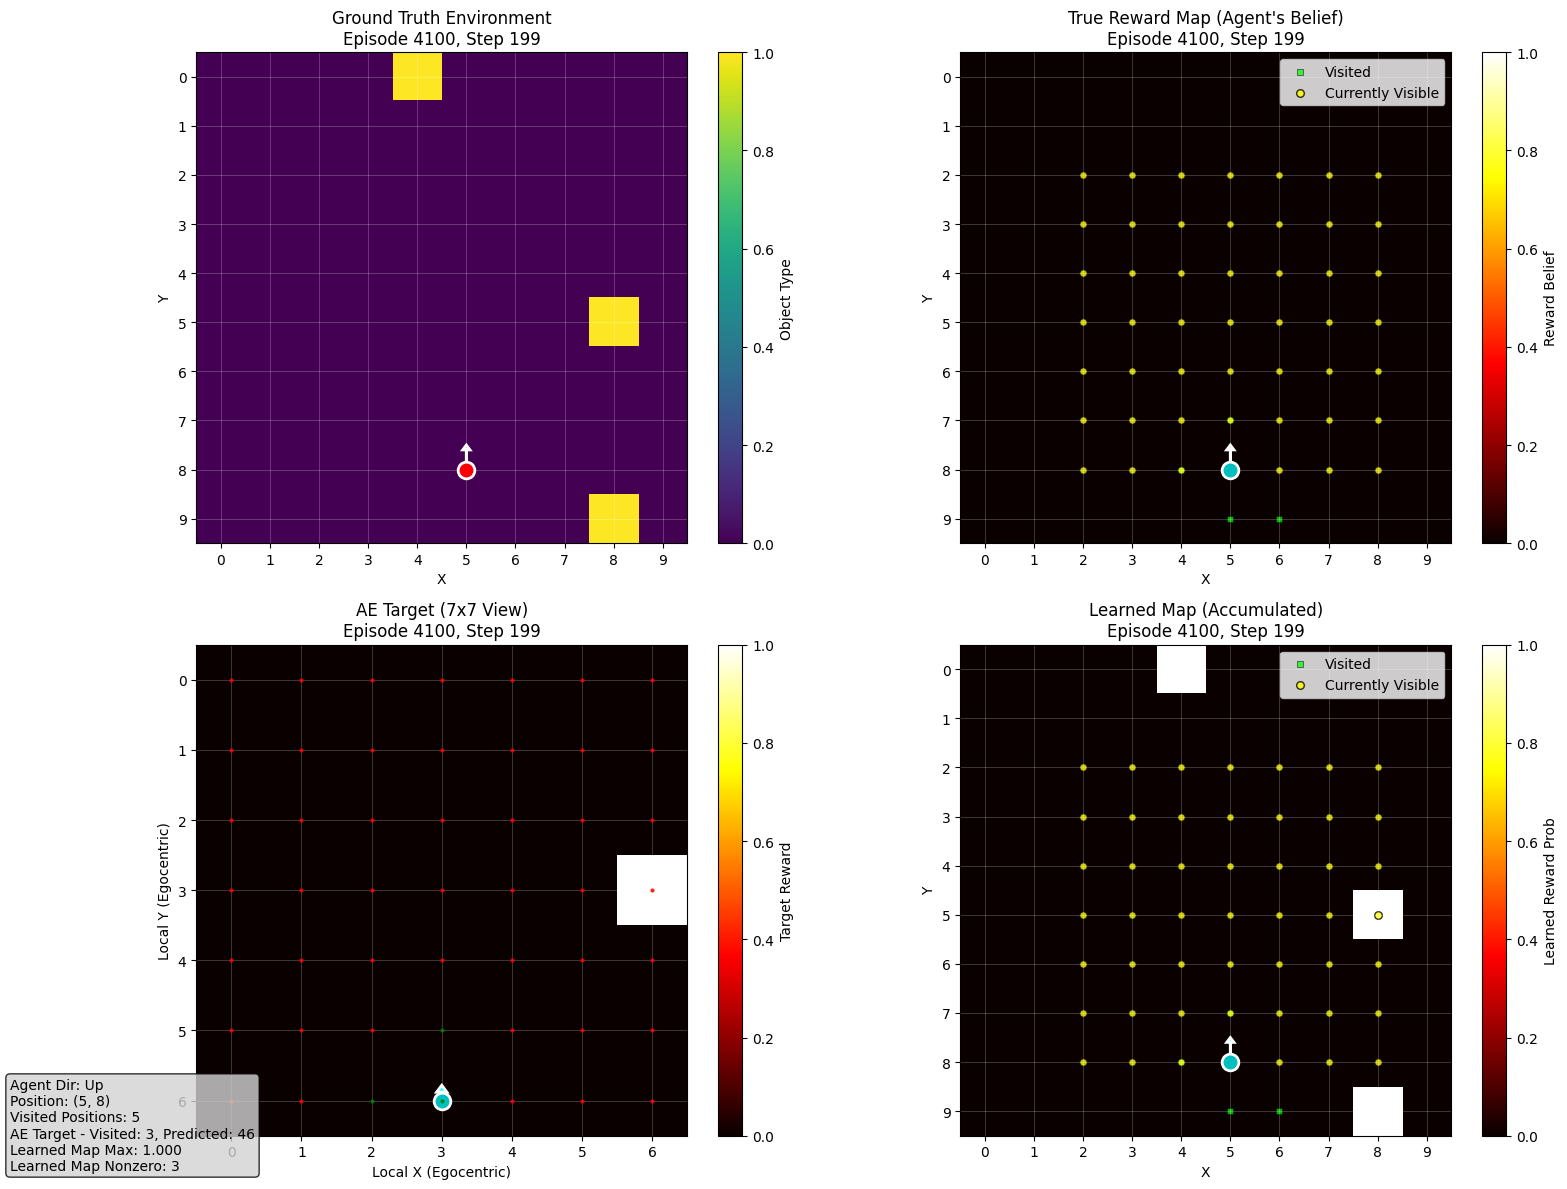 Ground Truth Environment
Episode 4100, Step 199
0
1
2
3
4
5
6
7
8
9
Y
0 1 2 3 4 5 6 7 8 9
X
1.0
0.8
0.6
0.4
0.2
0.0
Object Type
True Reward Map (Agent's Belief)
Episode 4100, Step 199
Visited
Currently Visible
0
1
2
3
4
5
6
7
8
9
Y
0 1 2 3 4 5 6 7 8 9
X
1.0
0.8
0.6
0.4
0.2
0.0
Reward Belief
AE Target (7x7 View)
Episode 4100, Step 199
0
1
2
3
4
5
6
Local Y (Egocentric)
0 1 2 3 4 5 6
Local X (Egocentric)
1.0
0.8
0.6
0.4
0.2
0.0
Target Reward
Agent Dir: Up
Position: (5, 8)
Visited Positions: 5
AE Target - Visited: 3, Predicted: 46
Learned Map Max: 1.000
Learned Map Nonzero: 3
Learned Map (Accumulated)
Episode 4100, Step 199
Visited
Currently Visible
0
1
2
3
4
5
6
7
8
9
Y
0 1 2 3 4 5 6 7 8 9
X
1.0
0.8
0.6
0.4
0.2
0.0
Learned Reward Prob